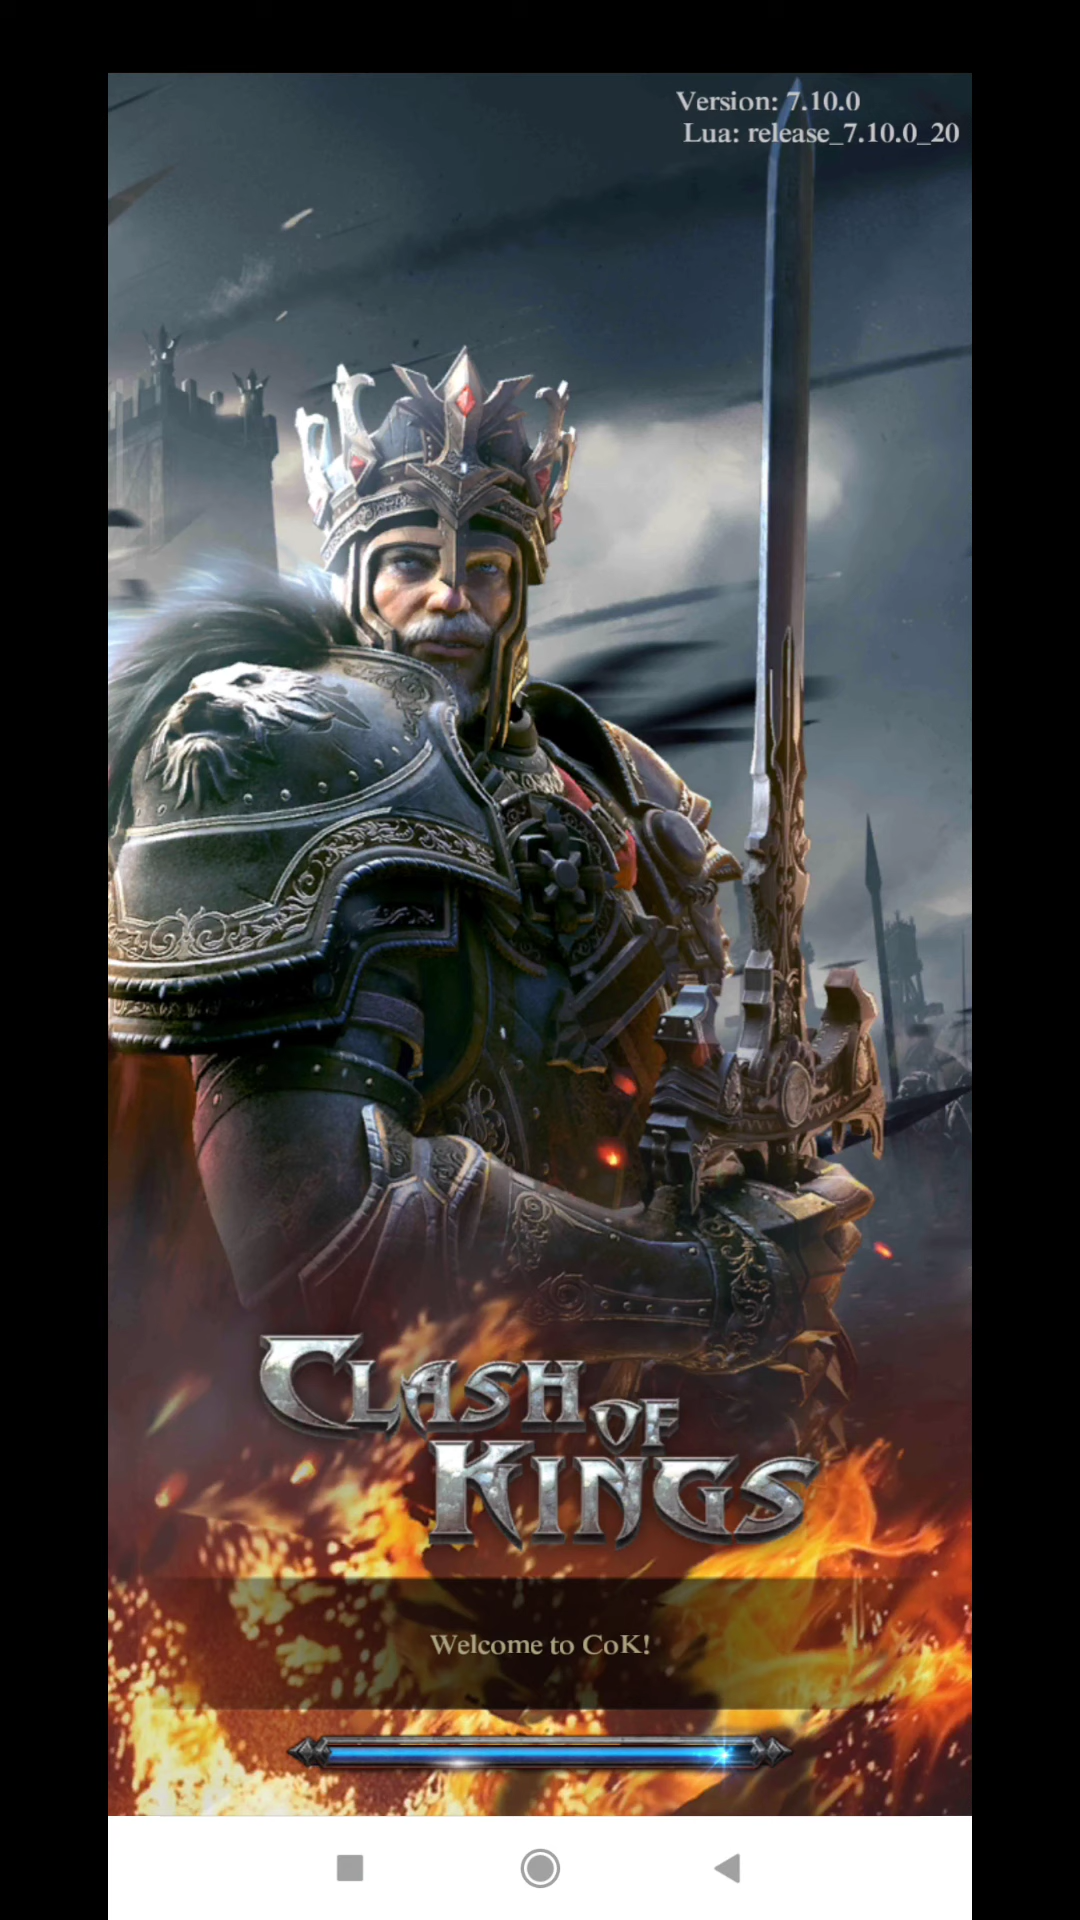 Version: 7.10.0
Lua: release_7.10.0_20
CLASH OF
KINGS
Welcome to CoK!